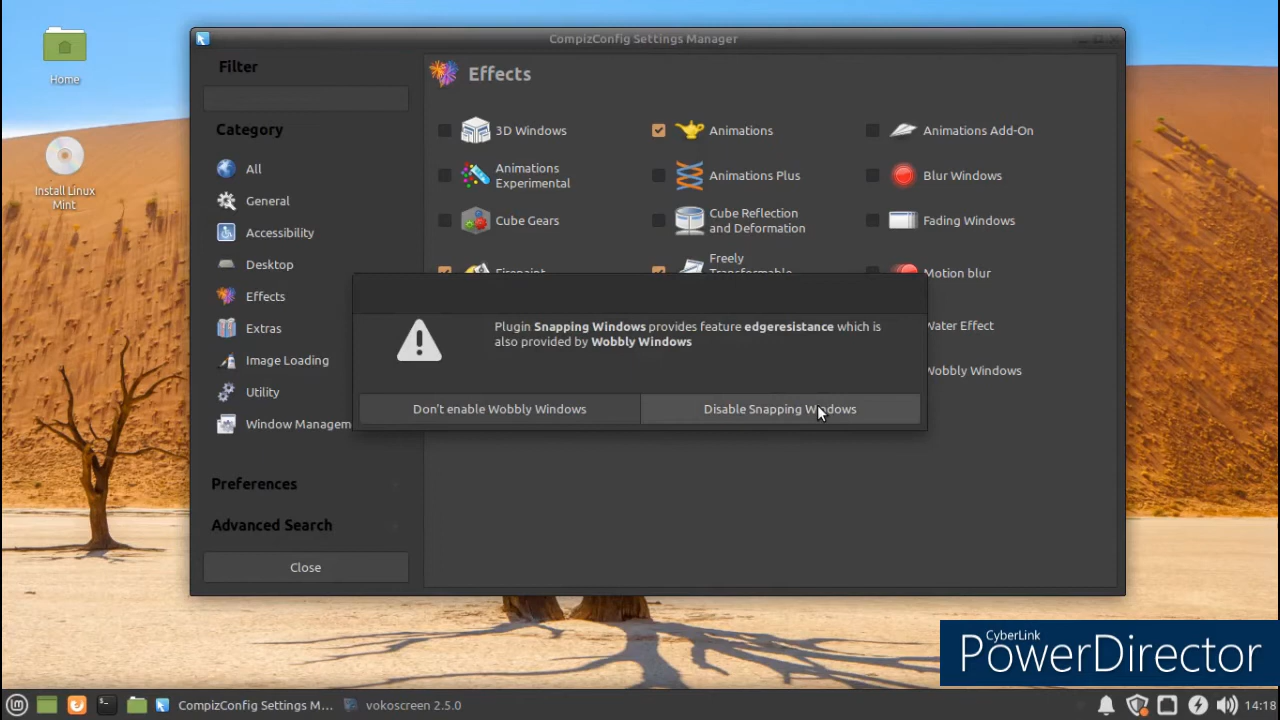 Home
Install Linux
Mint
CompizConfig Settings Manager
Filter
Category
All
General
Accessibility
Desktop
Effects
Extras
Image Loading
Utility
Window Managem
Preferences
Advanced Search
Close
Effects
3D Windows
Animations
Animations Add-On
Animations
Experimental
Animations Plus
Blur Windows
Cube Gears
Cube Reflection
and Deformation
Fading Windows
Firepaint
Freely
Transformable
Motion blur
Water Effect
Wobbly Windows
Plugin Snapping Windows provides feature edgeresistance which is
also provided by Wobbly Windows
Don't enable Wobbly Windows
Disable Snapping Windows
CyberLink
PowerDirector
CompizConfig Settings M...
vokoscreen 2.5.0
14:18